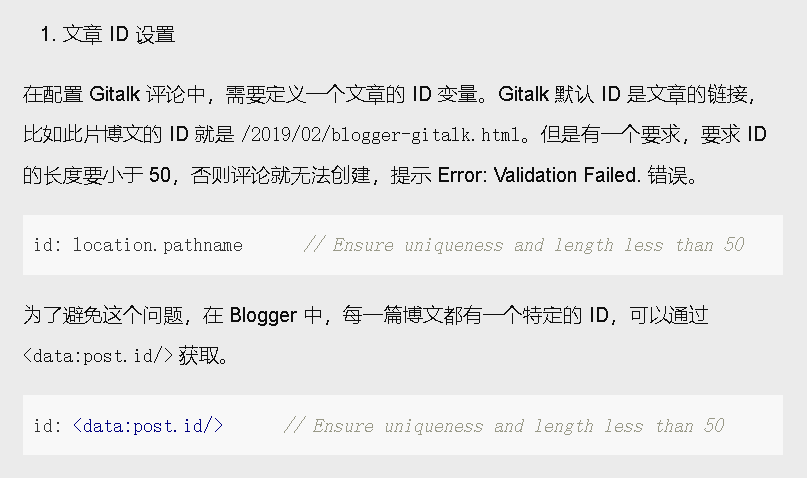 1. 文章 ID 设置
在配置 Gitalk 评论中，需要定义一个文章的 ID 变量。Gitalk 默认 ID 是文章的链接，
比如此片博文的 ID 就是 /2019/02/blogger-gitalk.html。但是有一个要求，要求 ID
的长度要小于 50，否则评论就无法创建，提示 Error: Validation Failed. 错误。
id: location.pathname      // Ensure uniqueness and length less than 50
为了避免这个问题，在 Blogger 中，每一篇博文都有一个特定的 ID，可以通过
<data:post.id/> 获取。
id: <data:post.id/>      // Ensure uniqueness and length less than 50